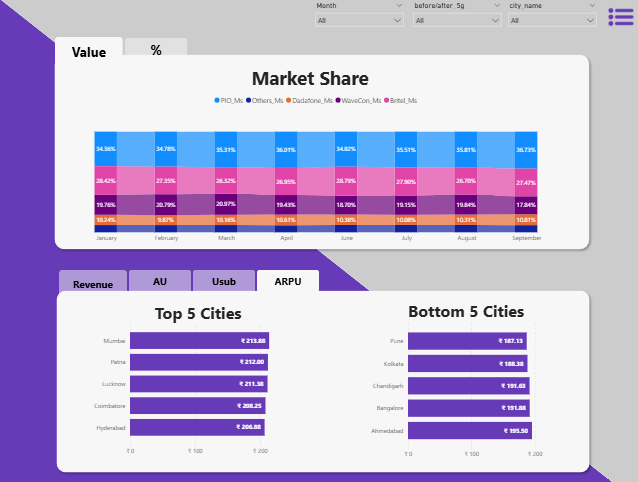 Month before/after_5g city_name
All All All
Value %
Market Share
PIO_Ms Others_Ms Dadafone_Ms WaveCon_Ms Britel_Ms
34.36% 34.78% 35.31% 36.01% 34.82% 35.51% 35.81% 36.73%
28.42% 27.35% 26.32% 26.95% 28.79% 27.90% 26.70% 27.47%
19.76% 20.79% 20.97% 19.43% 18.70% 19.15% 19.84% 17.84%
10.24% 9.87% 10.16% 10.61% 10.38% 10.08% 10.31% 10.81%
January February March April June July August September
Revenue AU Usub ARPU
Top 5 Cities
Mumbai ₹ 213.88
Patna ₹ 212.00
Lucknow ₹ 211.38
Coimbatore ₹ 208.25
Hyderabad ₹ 206.88
₹ 0 ₹ 100 ₹ 200
Bottom 5 Cities
Pune ₹ 187.13
Kolkata ₹ 188.38
Chandigarh ₹ 191.63
Bangalore ₹ 191.88
Ahmedabad ₹ 195.50
₹ 0 ₹ 100 ₹ 200